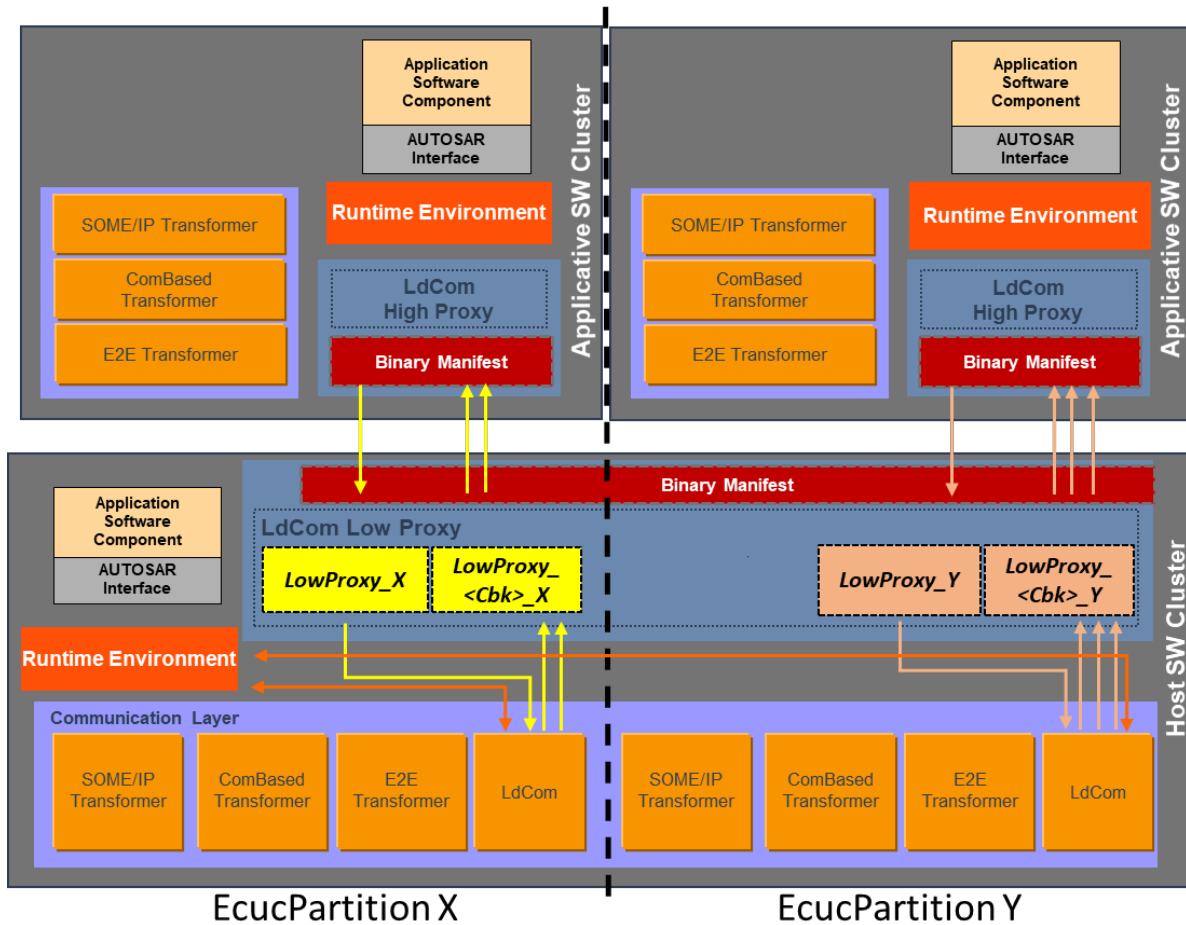 Application
Software
Component
AUTOSAR
Interface
Runtime Environment
SOME/IP Transformer
ComBased
Transformer
E2E Transformer
LdCom
High Proxy
Binary Manifest
Applicative SW Cluster
Application
Software
Component
AUTOSAR
Interface
Runtime Environment
SOME/IP Transformer
ComBased
Transformer
E2E Transformer
LdCom
High Proxy
Binary Manifest
Applicative SW Cluster
Binary Manifest
Application
Software
Component
AUTOSAR
Interface
LdCom Low Proxy
LowProxy_X
LowProxy_
<Cbk>_X
LowProxy_Y
LowProxy_
<Cbk>_Y
Runtime Environment
Host SW Cluster
Communication Layer
SOME/IP
Transformer
ComBased
Transformer
E2E
Transformer
LdCom
SOME/IP
Transformer
ComBased
Transformer
E2E
Transformer
LdCom
EcucPartition X
EcucPartition Y